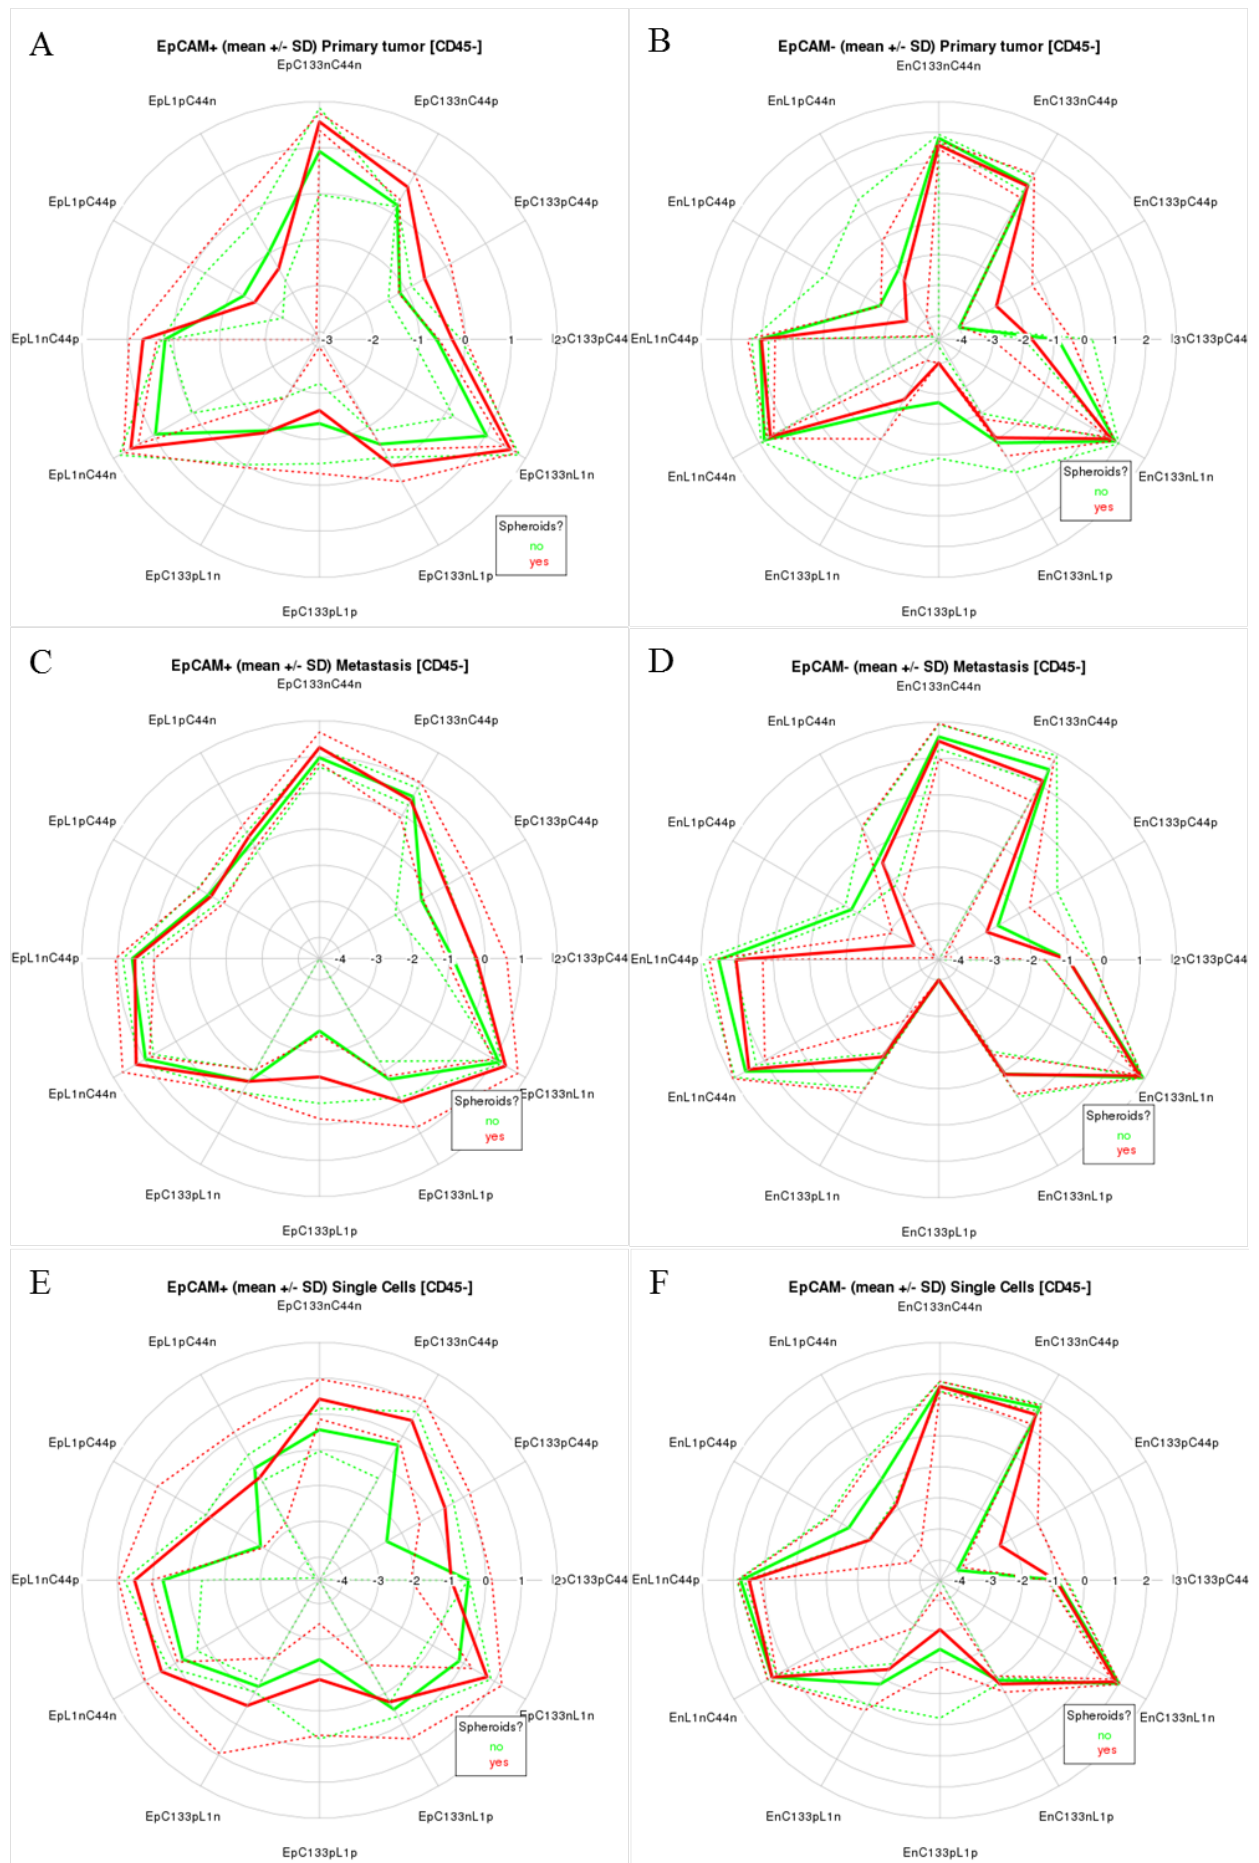 A
EpCAM+ (mean +/- SD) Primary tumor [CD45-]
EpC133nC44n
EpL1pC44n
EpC133nC44p
EpL1pC44p
EpC133pC44p
EpL1nC44p
-3 -2 -1 0 1
EpL1nC44n
EpC133nL1n
EpC133pL1n
EpC133nL1p
EpC133pL1p
Spheroids?
no
yes
B
EpCAM- (mean +/- SD) Primary tumor [CD45-]
EnC133nC44n
EnL1pC44n
EnC133nC44p
EnL1pC44p
EnC133pC44p
EnL1nC44p
-4 -3 -2 -1 0 1 2
EnL1nC44n
EnC133nL1n
EnC133pL1n
EnC133nL1p
EnC133pL1p
Spheroids?
no
yes
C
EpCAM+ (mean +/- SD) Metastasis [CD45-]
EpC133nC44n
EpL1pC44n
EpC133nC44p
EpL1pC44p
EpC133pC44p
EpL1nC44p
-4 -3 -2 -1 0 1
EpL1nC44n
EpC133nL1n
EpC133pL1n
EpC133nL1p
EpC133pL1p
Spheroids?
no
yes
D
EpCAM- (mean +/- SD) Metastasis [CD45-]
EnC133nC44n
EnL1pC44n
EnC133nC44p
EnL1pC44p
EnC133pC44p
EnL1nC44p
-4 -3 -2 -1 0 1
EnL1nC44n
EnC133nL1n
EnC133pL1n
EnC133nL1p
EnC133pL1p
Spheroids?
no
yes
E
EpCAM+ (mean +/- SD) Single Cells [CD45-]
EpC133nC44n
EpL1pC44n
EpC133nC44p
EpL1pC44p
EpC133pC44p
EpL1nC44p
-4 -3 -2 -1 0 1
EpL1nC44n
EpC133nL1n
EpC133pL1n
EpC133nL1p
EpC133pL1p
Spheroids?
no
yes
F
EpCAM- (mean +/- SD) Single Cells [CD45-]
EnC133nC44n
EnL1pC44n
EnC133nC44p
EnL1pC44p
EnC133pC44p
EnL1nC44p
-4 -3 -2 -1 0 1 2
EnL1nC44n
EnC133nL1n
EnC133pL1n
EnC133nL1p
EnC133pL1p
Spheroids?
no
yes